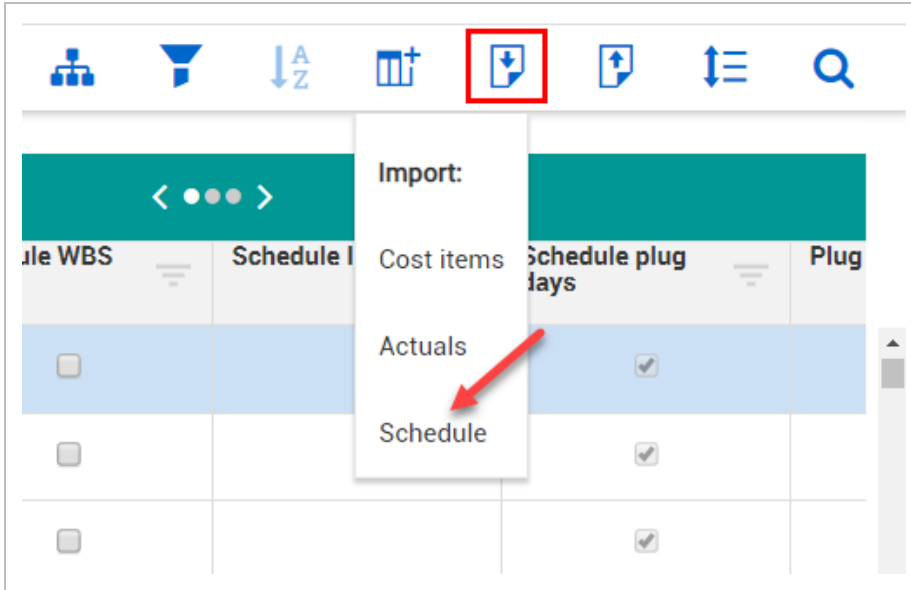 A
Z
Import:
ule WBS
Schedule I
Cost items
Schedule plug
days
Plug
Actuals
Schedule